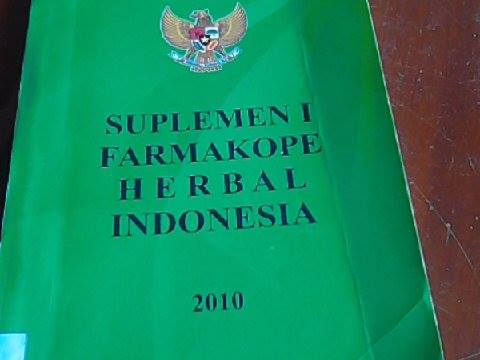 SUPLEMEN I
FARMAKOPE
HERBAL
INDONESIA
2010